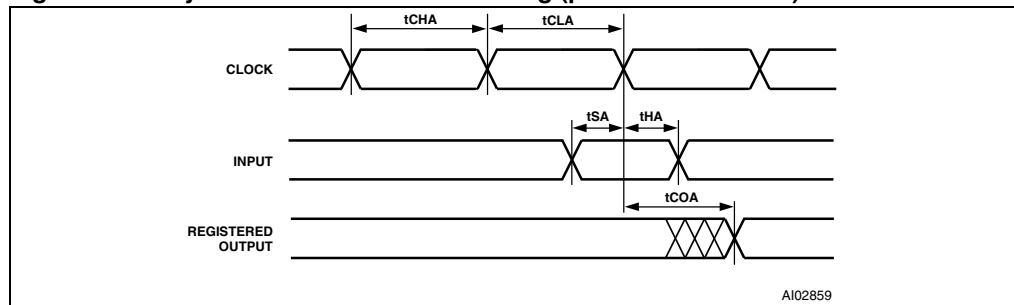 tCHA tCLA
CLOCK
tSA tHA
INPUT
tCOA
REGISTERED
OUTPUT
AI02859